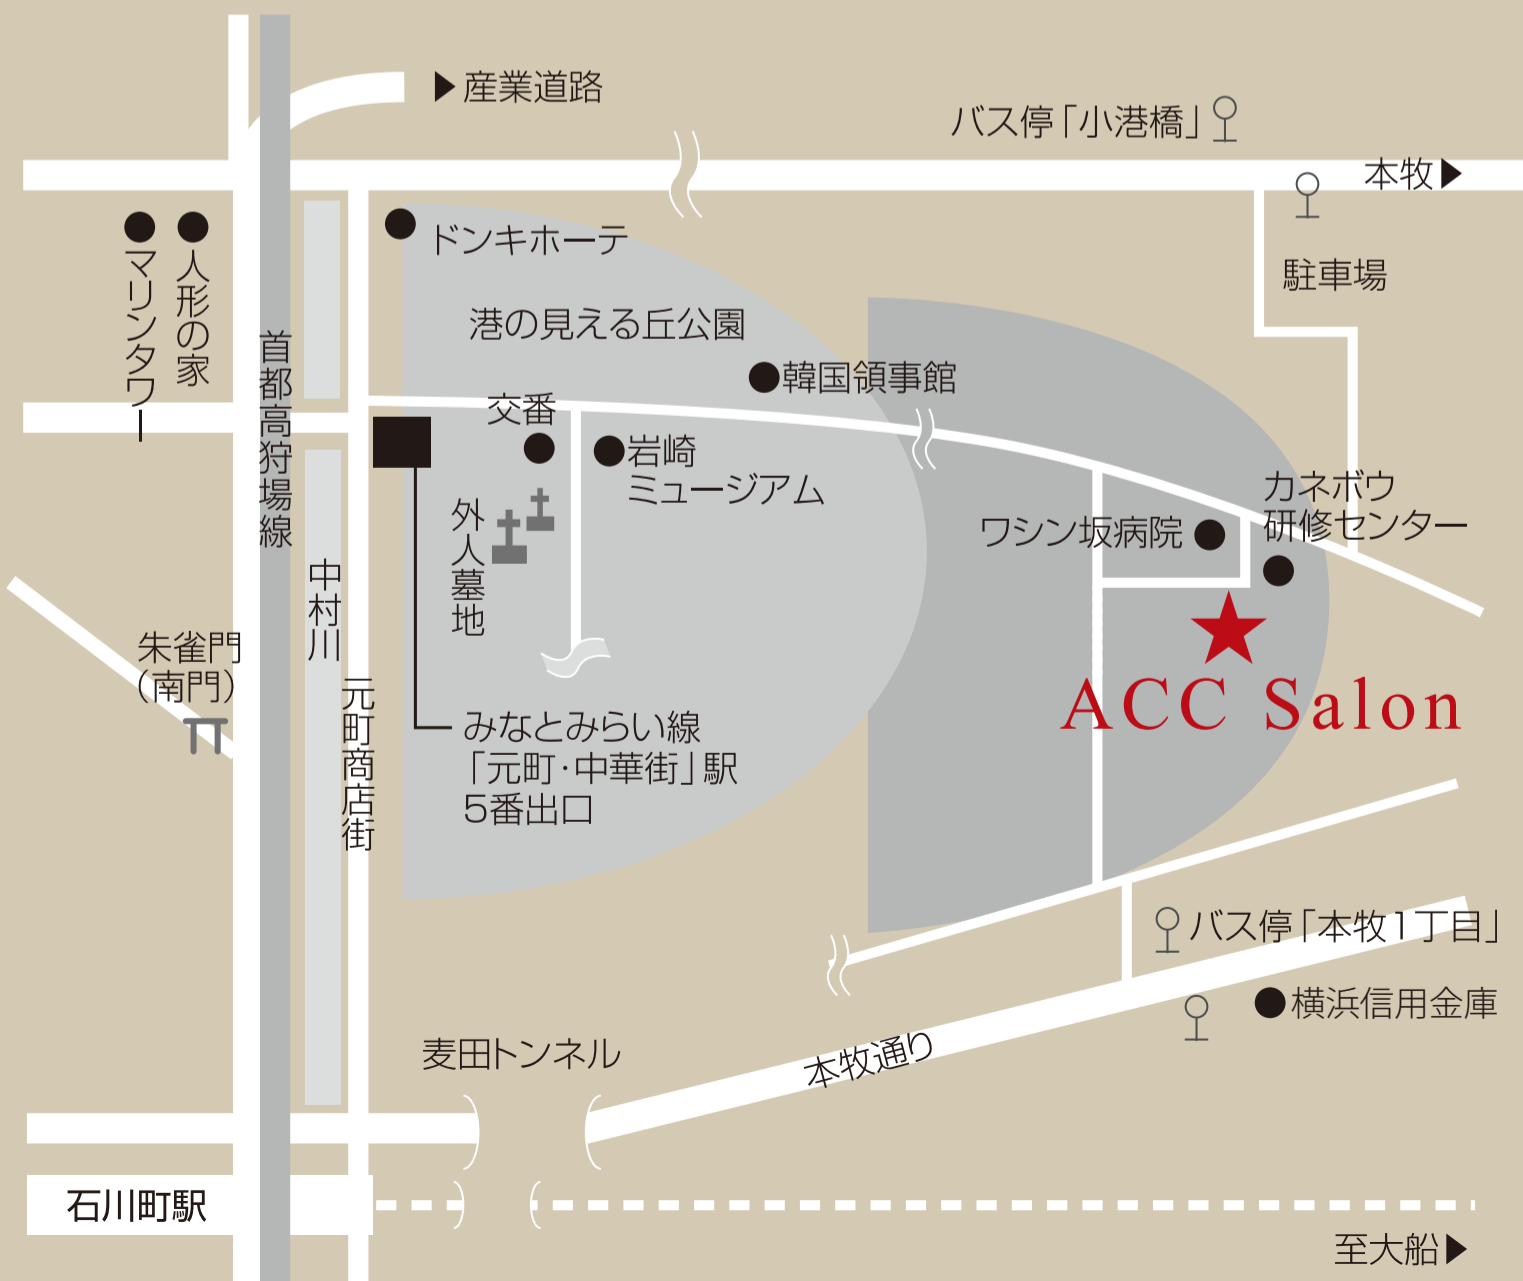 ▶産業道路
バス停「小港橋」
本牧▶
マリンタワー
人形の家
首都高狩場線
ドンキホーテ
駐車場
港の見える丘公園
韓国領事館
交番
岩崎
ミュージアム
外人墓地
カネボウ
研修センター
ワシン坂病院
中村川
朱雀門
(南門)
元町商店街
ACC Salon
みなとみらい線
「元町・中華街」駅
5番出口
バス停「本牧1丁目」
横浜信用金庫
麦田トンネル
本牧通り
石川町駅
至大船▶